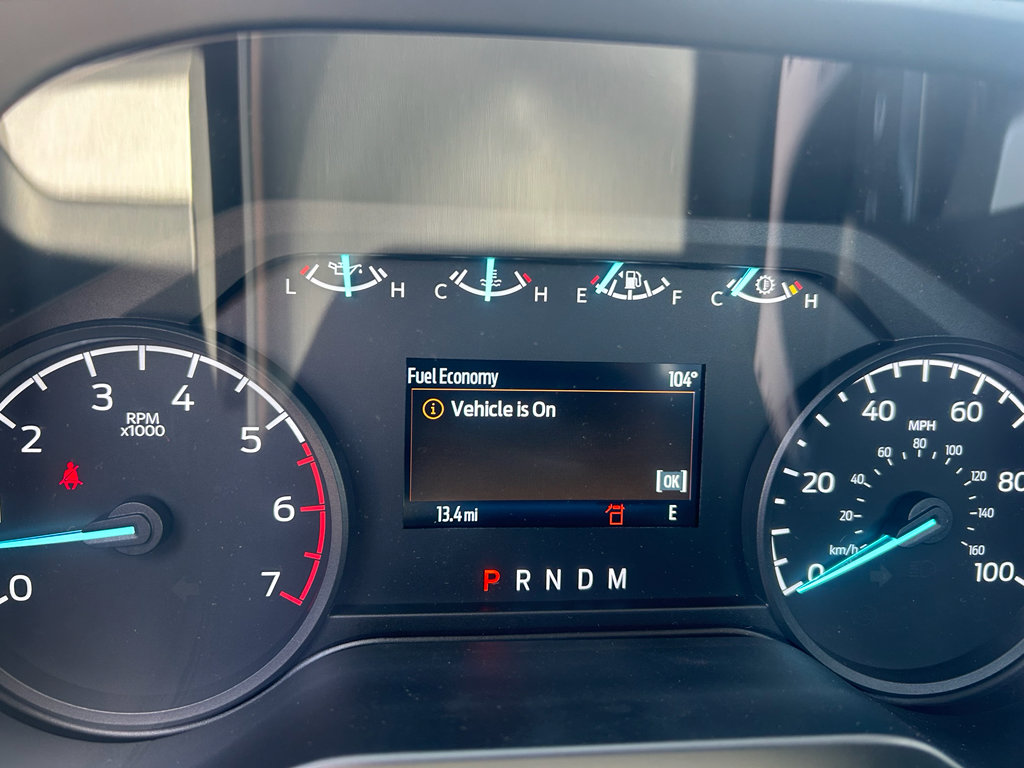 L H C H E F C H
Fuel Economy 104°
Vehicle is On
[OK]
13.4 mi E
P R N D M
0 2 3 4 5 6 7
RPM
x1000
0 20 40 60 80 100
MPH
20 40 60 80 100 120 140 160
km/h